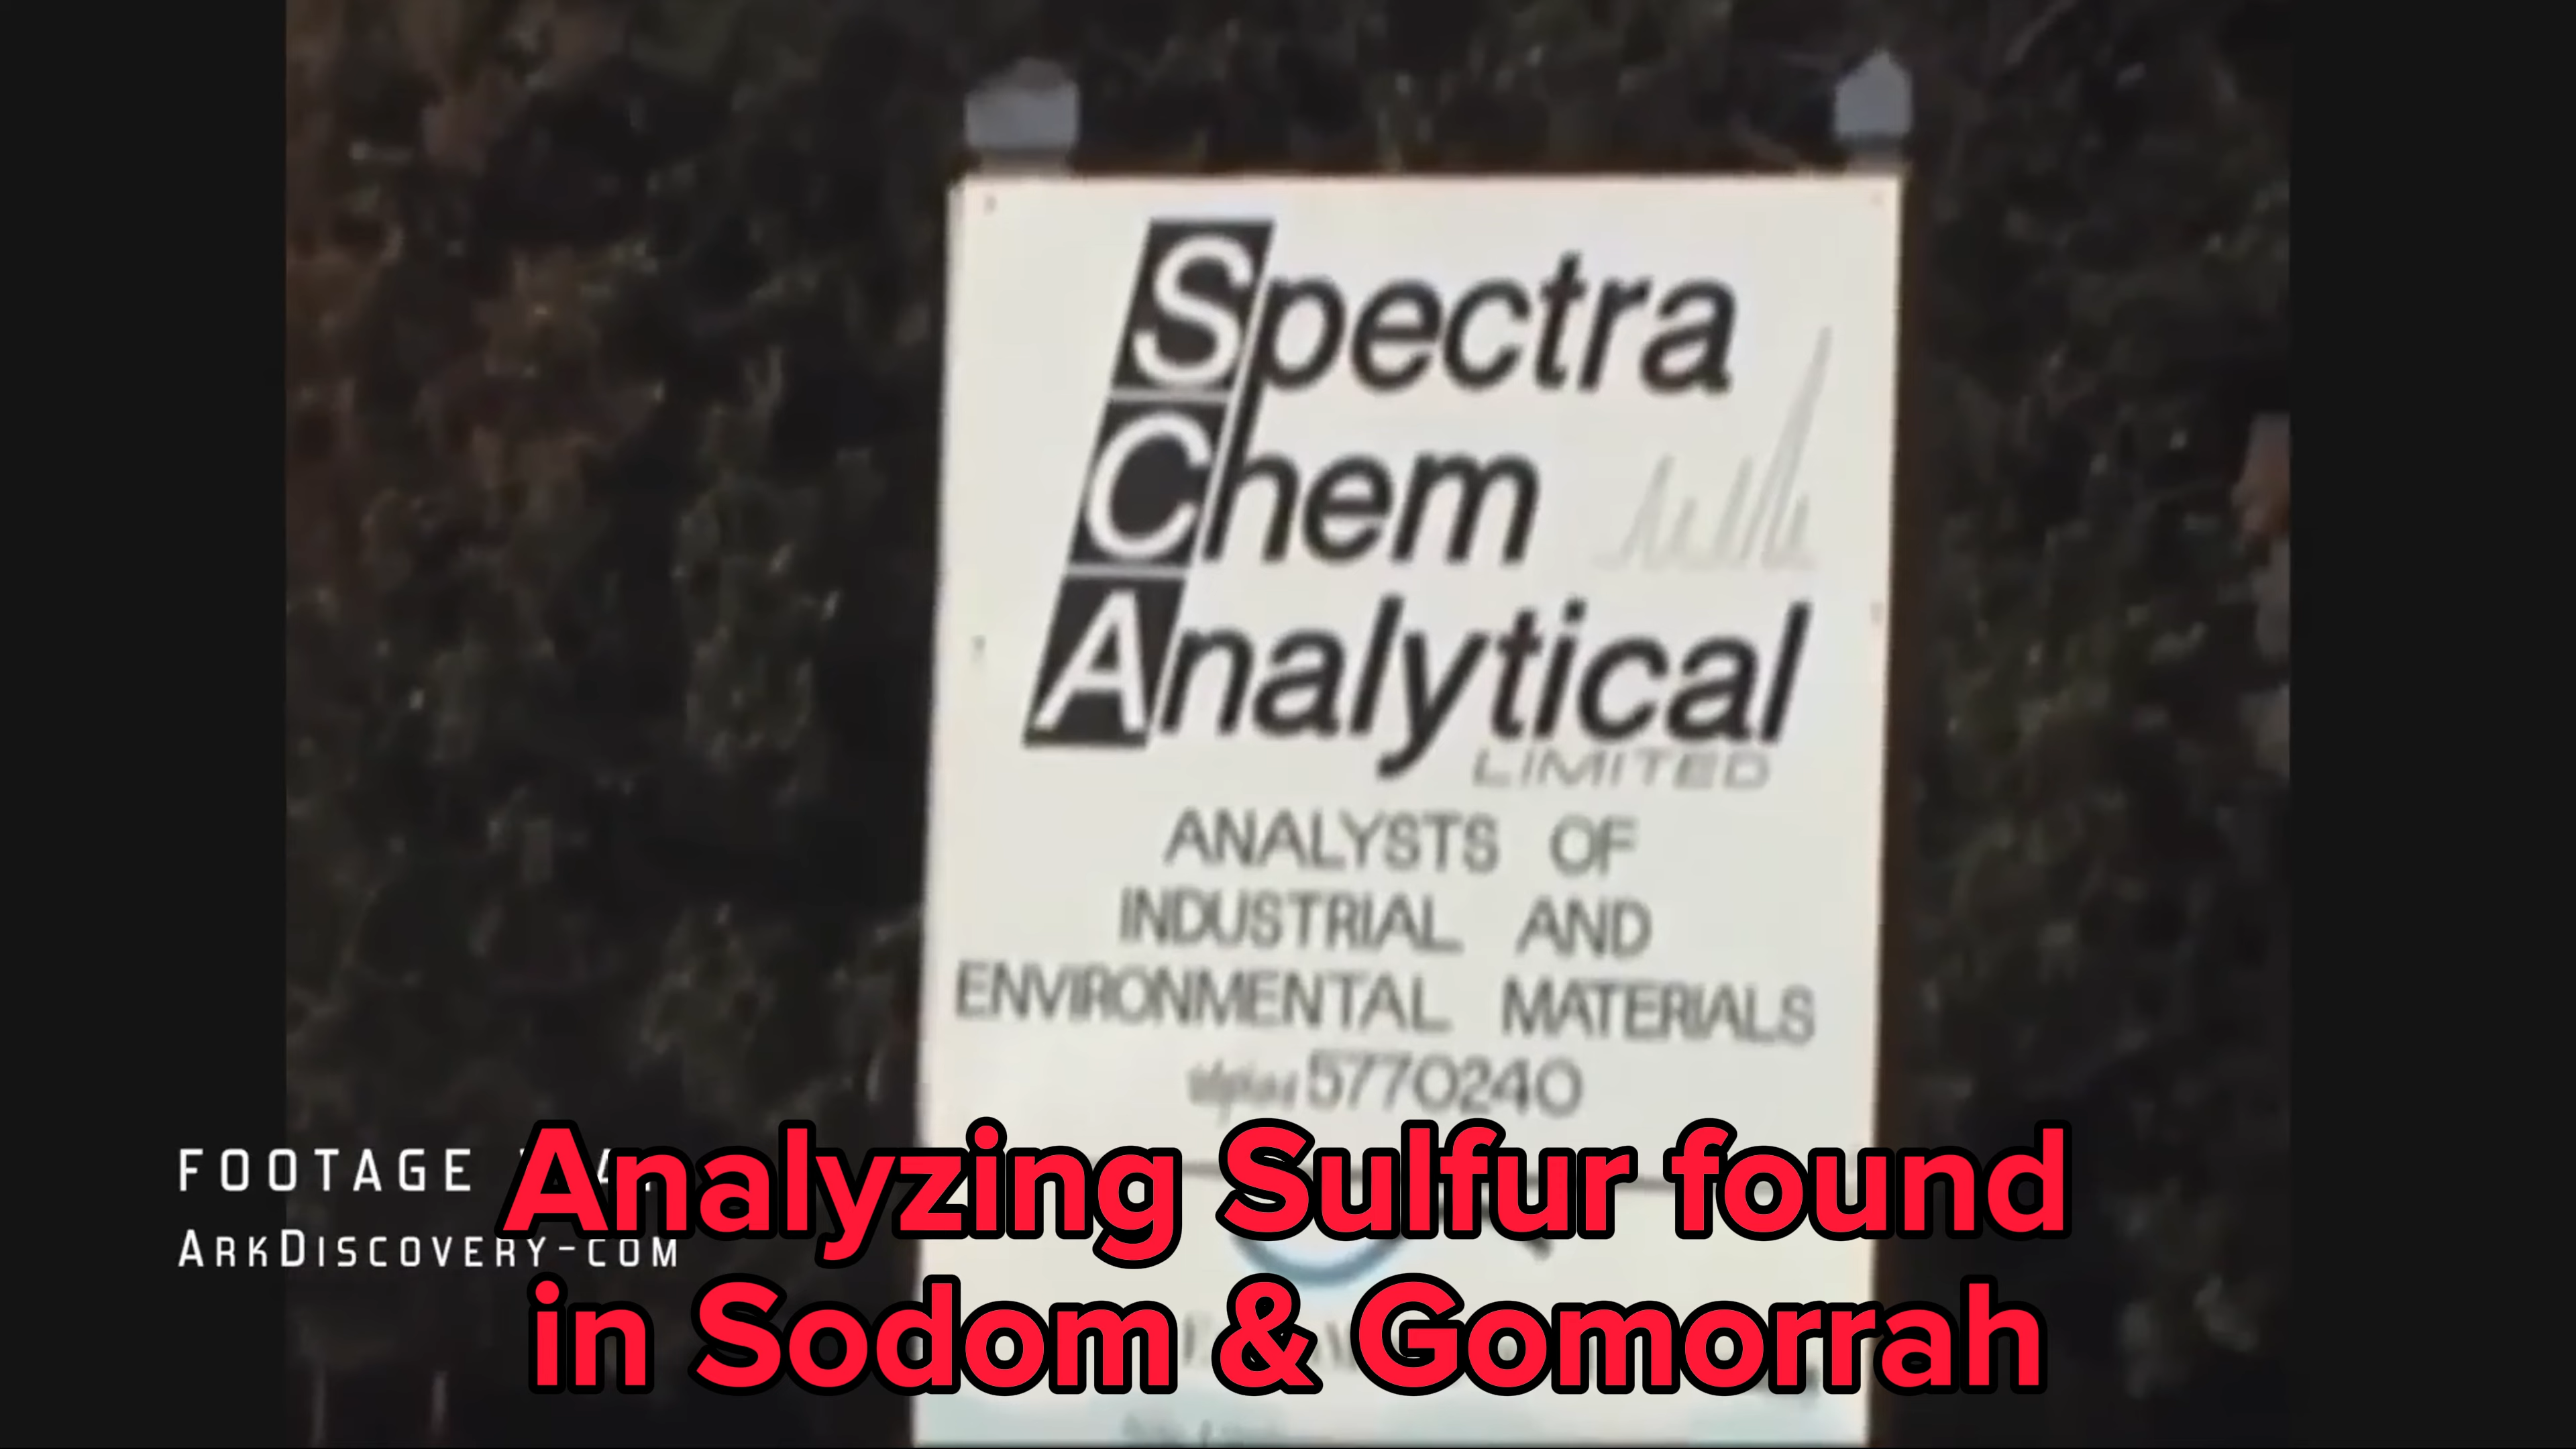 Spectra
Chem
Analytical
LIMITED
ANALYSTS OF
INDUSTRIAL AND
ENVIRONMENTAL MATERIALS
5770240
FOOTAGE
ArkDiscovery-com
Analyzing Sulfur found
in Sodom & Gomorrah